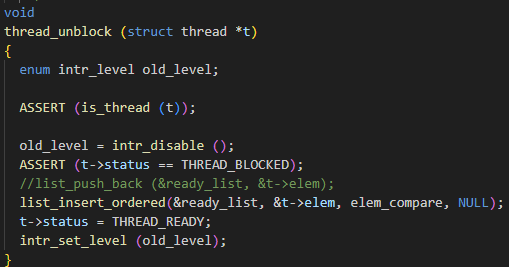 void
thread_unblock (struct thread *t)
{
enum intr_level old_level;
ASSERT (is_thread (t));
old_level = intr_disable ();
ASSERT (t->status == THREAD_BLOCKED);
//list_push_back (&ready_list, &t->elem);
list_insert_ordered(&ready_list, &t->elem, elem_compare, NULL);
t->status = THREAD_READY;
intr_set_level (old_level);
}